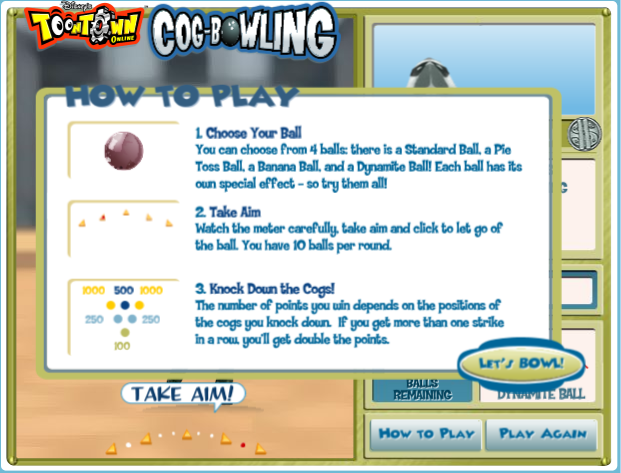 Disney's
TOONTOWN
ONLINE
COG-BOWLING
HOW TO PLAY
1. Choose Your Ball
You can choose from 4 balls: there is a Standard Ball, a Pie
Toss Ball, a Banana Ball, and a Dynamite Ball! Each ball has its
own special effect - so try them all!
2. Take Aim
Watch the meter carefully, take aim and click to let go of
the ball. You have 10 balls per round.
1000 500 1000
250 250
100
3. Knock Down the Cogs!
The number of points you win depends on the positions of
the cogs you knock down. If you get more than one strike
in a row, you'll get double the points.
LET'S BOWL!
TAKE AIM!
BALLS
REMAINING
DYNAMITE BALL
HOW TO PLAY
PLAY AGAIN